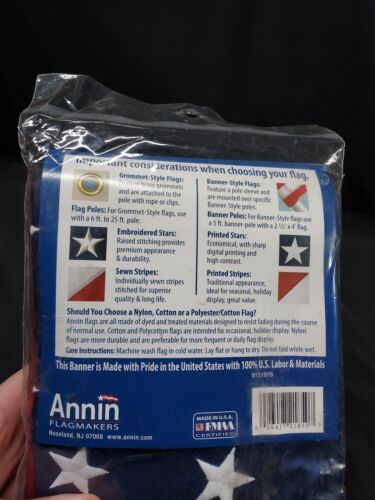 Important considerations when choosing your flag.
Grommet-Style Flags:
Feature brass grommets
and are attached to the
pole with rope or clips.
Flag Poles: For Grommet-Style flags, use
with a 6 ft. to 25 ft. pole.
Embroidered Stars:
Raised stitching provides
premium appearance
& durability.
Sewn Stripes:
Individually sewn stripes
stitched for superior
quality & long life.
Banner-Style Flags:
Feature a pole sleeve and
are mounted over specific
Banner-Style poles.
Banner Poles: For Banner-Style flags use
a 5 ft. banner-pole with a 2 ½' x 4' flag.
Printed Stars:
Economical, with sharp
digital printing and
high contrast.
Printed Stripes:
Traditional appearance,
ideal for seasonal, holiday
display, great value.
Should You Choose a Nylon, Cotton or a Polyester/Cotton Flag?
Annin flags are all made of dyed and treated materials designed to resist fading during the course
of normal use. Cotton and Polycotton flags are intended for occasional, holiday display. Nylon
flags are more durable and are preferable for more frequent or daily flag display.
Care Instructions: Machine wash flag in cold water. Lay flat or hang to dry. Do not fold while wet.
This Banner is Made with Pride in the United States with 100% U.S. Labor & Materials
Annin
FLAGMAKERS
Roseland, NJ 07068 www.annin.com
MADE IN U.S.A.
FMAA
CERTIFIED